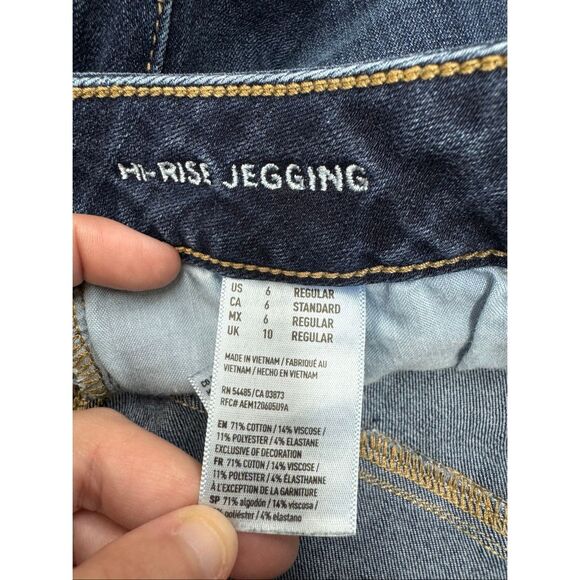 HI-RISE JEGGING
US 6 REGULAR
CA 6 STANDARD
MX 6 REGULAR
UK 10 REGULAR
MADE IN VIETNAM / FABRIQUÉ AU
VIETNAM / HECHO EN VIETNAM
RN 54485/CA 03873
RFC# AEM120605U9A
EN 71% COTTON / 14% VISCOSE /
11% POLYESTER / 4% ELASTANE
EXCLUSIVE OF DECORATION
FR 71% COTON / 14% VISCOSE /
11% POLYESTER / 4% ÉLASTHANNE
À L'EXCEPTION DE LA GARNITURE
SP 71% algodón / 14% viscosa /
poliéster / 4% elastano